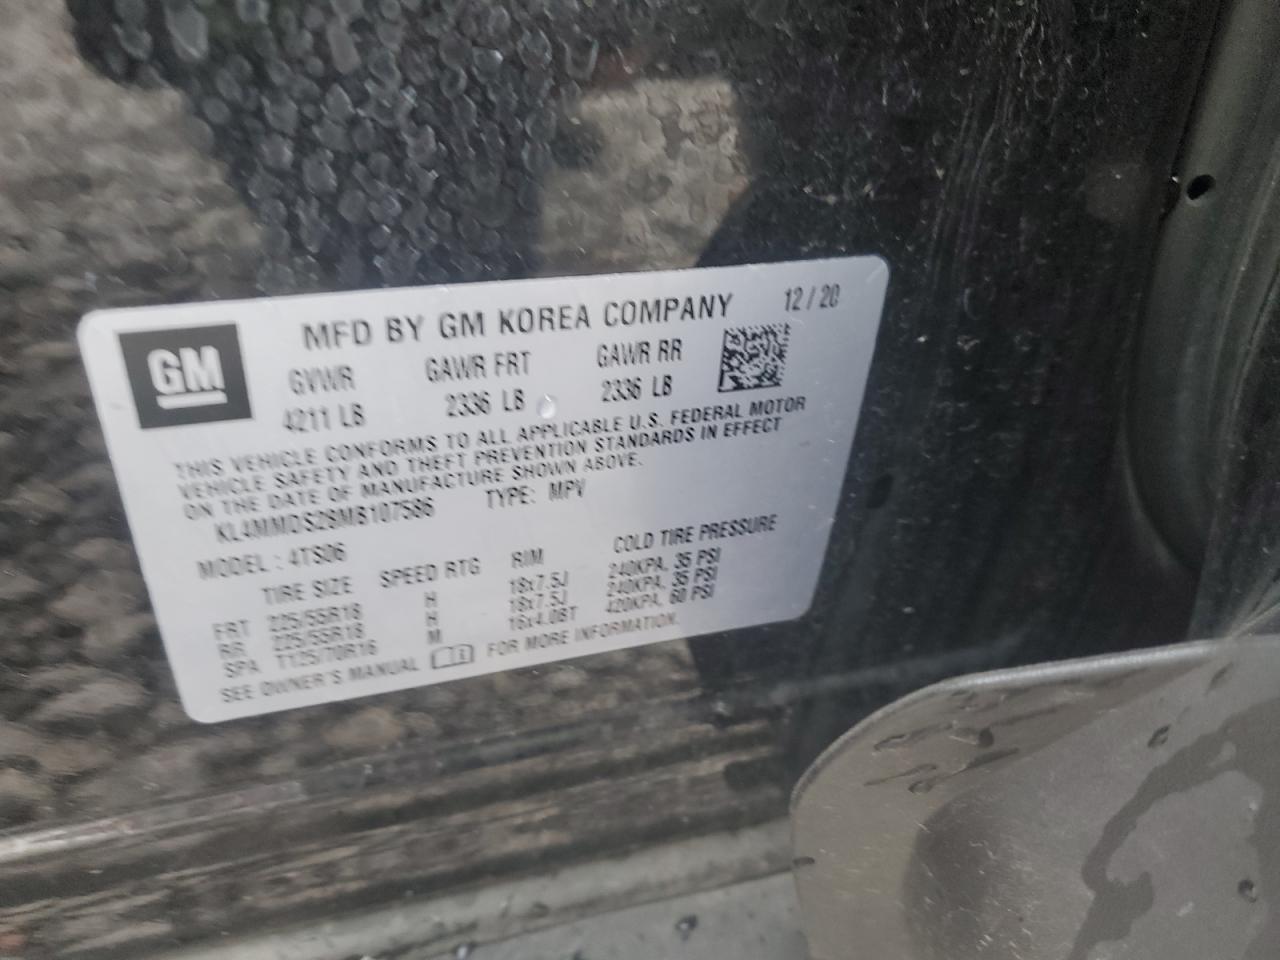 GM
MFD BY GM KOREA COMPANY 12/20
GVWR GAWR FRT GAWR RR
4211 LB 2336 LB 2336 LB
THIS VEHICLE CONFORMS TO ALL APPLICABLE U.S. FEDERAL MOTOR
VEHICLE SAFETY AND THEFT PREVENTION STANDARDS IN EFFECT
ON THE DATE OF MANUFACTURE SHOWN ABOVE.
KL4MMDS28MB107586 TYPE: MPV
MODEL: 4TS06
TIRE SIZE SPEED RTG RIM COLD TIRE PRESSURE
FRT 225/55R18 H 18x7.5J 240KPA, 35 PSI
RR 225/55R18 H 18x7.5J 240KPA, 35 PSI
SPA T125/70R16 M 16x4.0BT 420KPA, 60 PSI
SEE OWNER'S MANUAL FOR MORE INFORMATION.